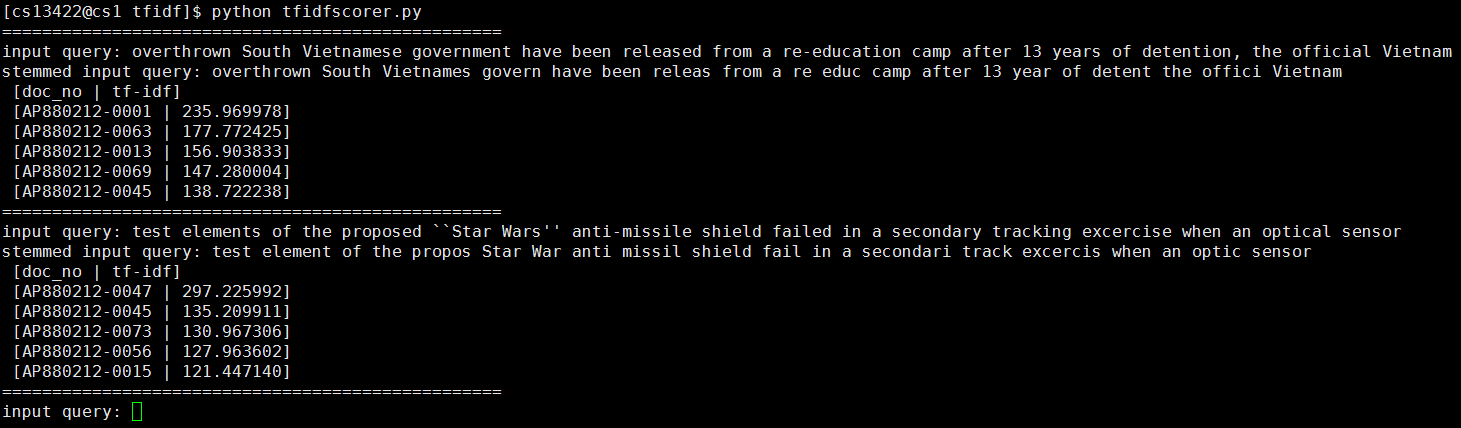 [cs13422@cs1 tfidf]$ python tfidfscorer.py
==================================================
input query: overthrown South Vietnamese government have been released from a re-education camp after 13 years of detention, the official Vietnam
stemmed input query: overthrown South Vietnames govern have been releas from a re educ camp after 13 year of detent the offici Vietnam
[doc_no | tf-idf]
[AP880212-0001 | 235.969978]
[AP880212-0063 | 177.772425]
[AP880212-0013 | 156.903833]
[AP880212-0069 | 147.280004]
[AP880212-0045 | 138.722238]
==================================================
input query: test elements of the proposed ``Star Wars'' anti-missile shield failed in a secondary tracking excercise when an optical sensor
stemmed input query: test element of the propos Star War anti missil shield fail in a secondari track excercis when an optic sensor
[doc_no | tf-idf]
[AP880212-0047 | 297.225992]
[AP880212-0045 | 135.209911]
[AP880212-0073 | 130.967306]
[AP880212-0056 | 127.963602]
[AP880212-0015 | 121.447140]
==================================================
input query: